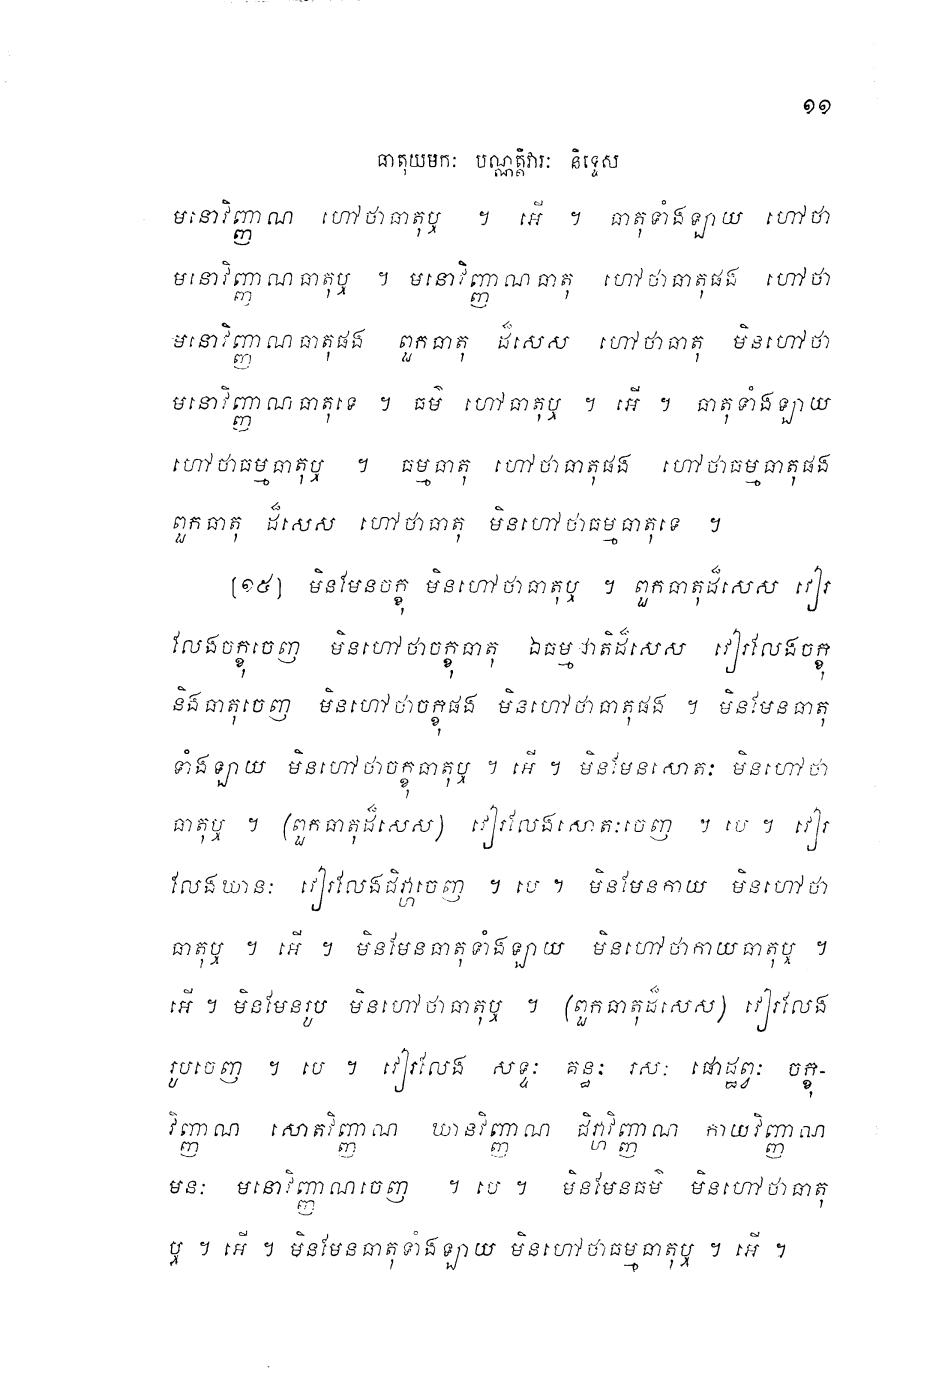 ១១
ធាតុយមកៈ បណ្ណត្តិវារៈ និទ្ទេស
មនោវិញ្ញាណ ហៅថាធាតុឬ ។ អើ ។ ធាតុទាំងឡាយ ហៅថា
មនោវិញ្ញាណធាតុឬ ។ មនោវិញ្ញាណធាតុ ហៅថាធាតុផង ហៅថា
មនោវិញ្ញាណធាតុផង ពួកធាតុ ដ៏សេស ហៅថាធាតុ មិនហៅថា
មនោវិញ្ញាណធាតុទេ ។ ធម៌ ហៅធាតុឬ ។ អើ ។ ធាតុទាំងឡាយ
ហៅថាធម្មធាតុឬ ។ ធម្មធាតុ ហៅថាធាតុផង ហៅថាធម្មធាតុផង
ពួកធាតុ ដ៏សេស ហៅថាធាតុ មិនហៅថាធម្មធាតុទេ ។
[១៥] មិនមែនចក្ខុ មិនហៅថាធាតុឬ ។ ពួកធាតុដ៏សេស វៀរ
លែងចក្ខុចេញ មិនហៅថាចក្ខុធាតុ ឯធម្មជាតិដ៏សេស វៀរលែងចក្ខុ
និងធាតុចេញ មិនហៅថាចក្ខុផង មិនហៅថាធាតុផង ។ មិនមែនធាតុ
ទាំងឡាយ មិនហៅថាចក្ខុធាតុឬ ។ អើ ។ មិនមែនសោតៈ មិនហៅថា
ធាតុឬ ។ (ពួកធាតុដ៏សេស) វៀរលែងសោតៈចេញ ។ បេ ។ វៀរ
លែងឃានៈ វៀរលែងជិវ្ហាចេញ ។ បេ ។ មិនមែនកាយ មិនហៅថា
ធាតុឬ ។ អើ ។ មិនមែនធាតុទាំងឡាយ មិនហៅថាកាយធាតុឬ ។
អើ ។ មិនមែនរូប មិនហៅថាធាតុឬ ។ (ពួកធាតុដ៏សេស) វៀរលែង
រូបចេញ ។ បេ ។ វៀរលែង សទ្ទៈ គន្ធៈ រសៈ ផោដ្ឋព្វៈ ចក្ខុ-
វិញ្ញាណ សោតវិញ្ញាណ ឃានវិញ្ញាណ ជិវ្ហាវិញ្ញាណ កាយវិញ្ញាណ
មនៈ មនោវិញ្ញាណចេញ ។ បេ ។ មិនមែនធម៌ មិនហៅថាធាតុ
ឬ ។ អើ ។ មិនមែនធាតុទាំងឡាយ មិនហៅថាធម្មធាតុឬ ។ អើ ។